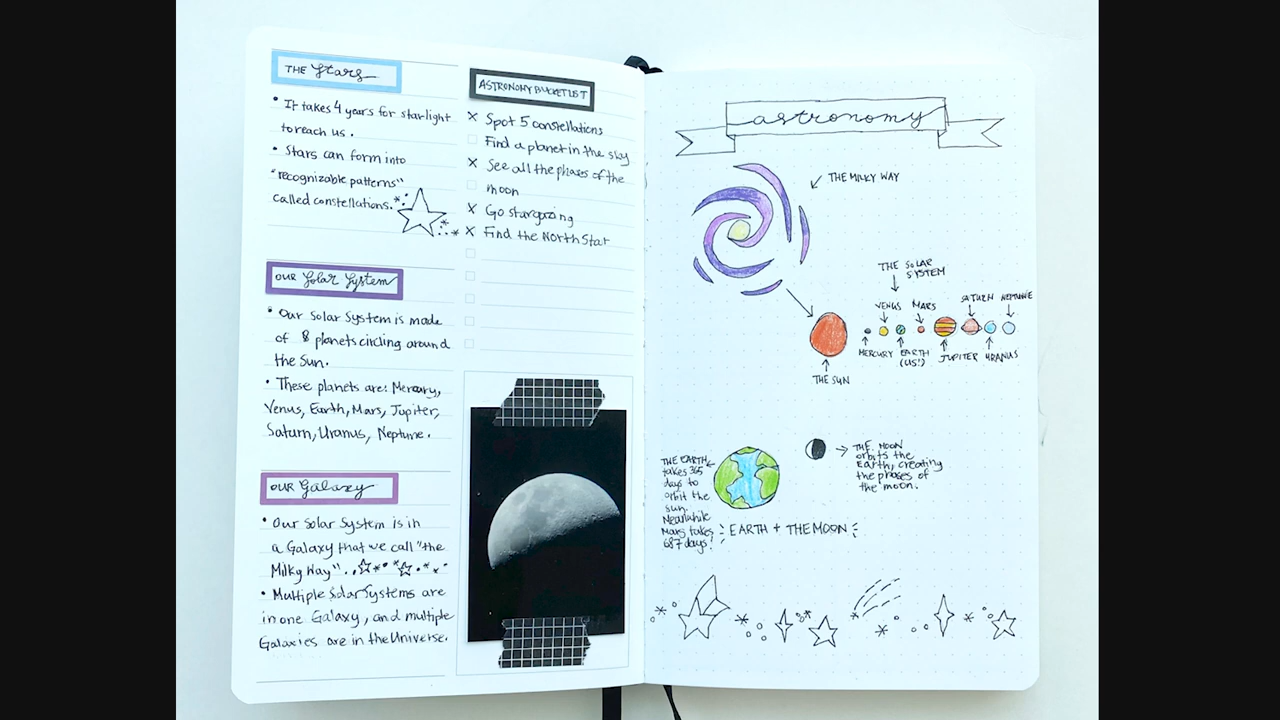 THE Stars
• It takes 4 years for starlight
to reach us.
• Stars can form into
"recognizable patterns"
called constellations.
OUR Solar System
• Our Solar System is made
of 8 planets circling around
the Sun.
• These planets are: Mercury,
Venus, Earth, Mars, Jupiter,
Saturn, Uranus, Neptune.
OUR Galaxy
• Our Solar System is in
a Galaxy that we call "the
Milky Way".
• Multiple Solar Systems are
in one Galaxy, and multiple
Galaxies are in the Universe.
ASTRONOMY BUCKET LIST
X Spot 5 constellations
Find a planet in the sky
X See all the phases of the
moon
X Go stargazing
X Find the North Star
astronomy
THE MILKY WAY
THE SOLAR
SYSTEM
VENUS
MARS
SATURN
NEPTUNE
MERCURY
EARTH
(US!)
JUPITER
URANUS
THE SUN
THE EARTH
takes 365
days to
orbit the
sun.
Meanwhile
Mars takes
687 days!
THE MOON
orbits the
Earth, creating
the phases of
the moon.
EARTH + THE MOON